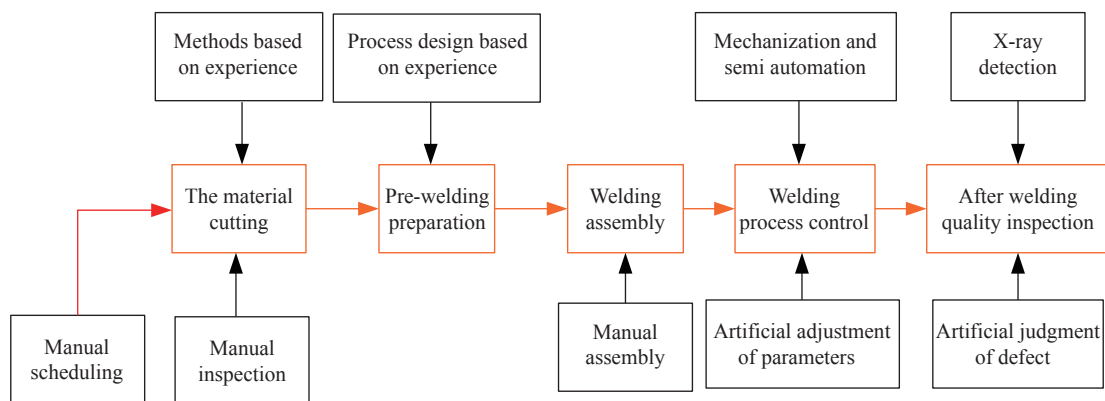 Methods based
on experience
Process design based
on experience
Mechanization and
semi automation
X-ray
detection
The material
cutting
Pre-welding
preparation
Welding
assembly
Welding
process control
After welding
quality inspection
Manual
scheduling
Manual
inspection
Manual
assembly
Artificial adjustment
of parameters
Artificial judgment
of defect